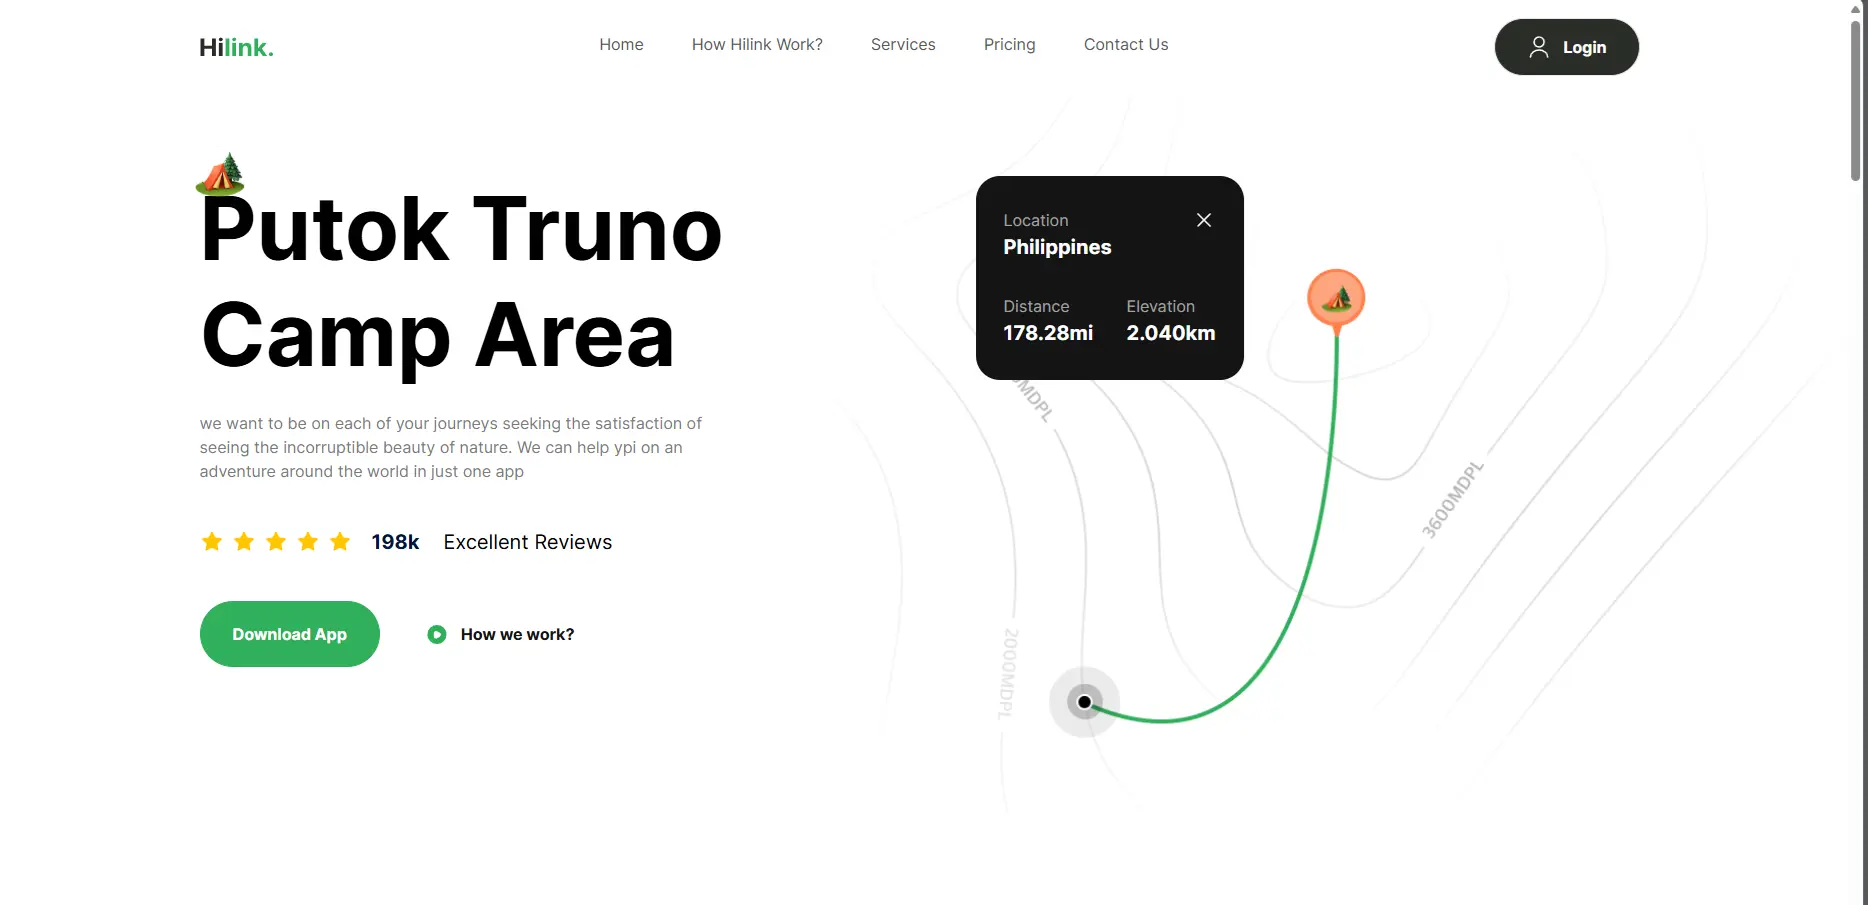 Hilink.
Home
How Hilink Work?
Services
Pricing
Contact Us
Login
Putok Truno
Camp Area
we want to be on each of your journeys seeking the satisfaction of
seeing the incorruptible beauty of nature. We can help ypi on an
adventure around the world in just one app
198k Excellent Reviews
Download App
How we work?
Location
Philippines
Distance Elevation
178.28mi 2.040km
MDPL
3600MDPL
2000MDPL